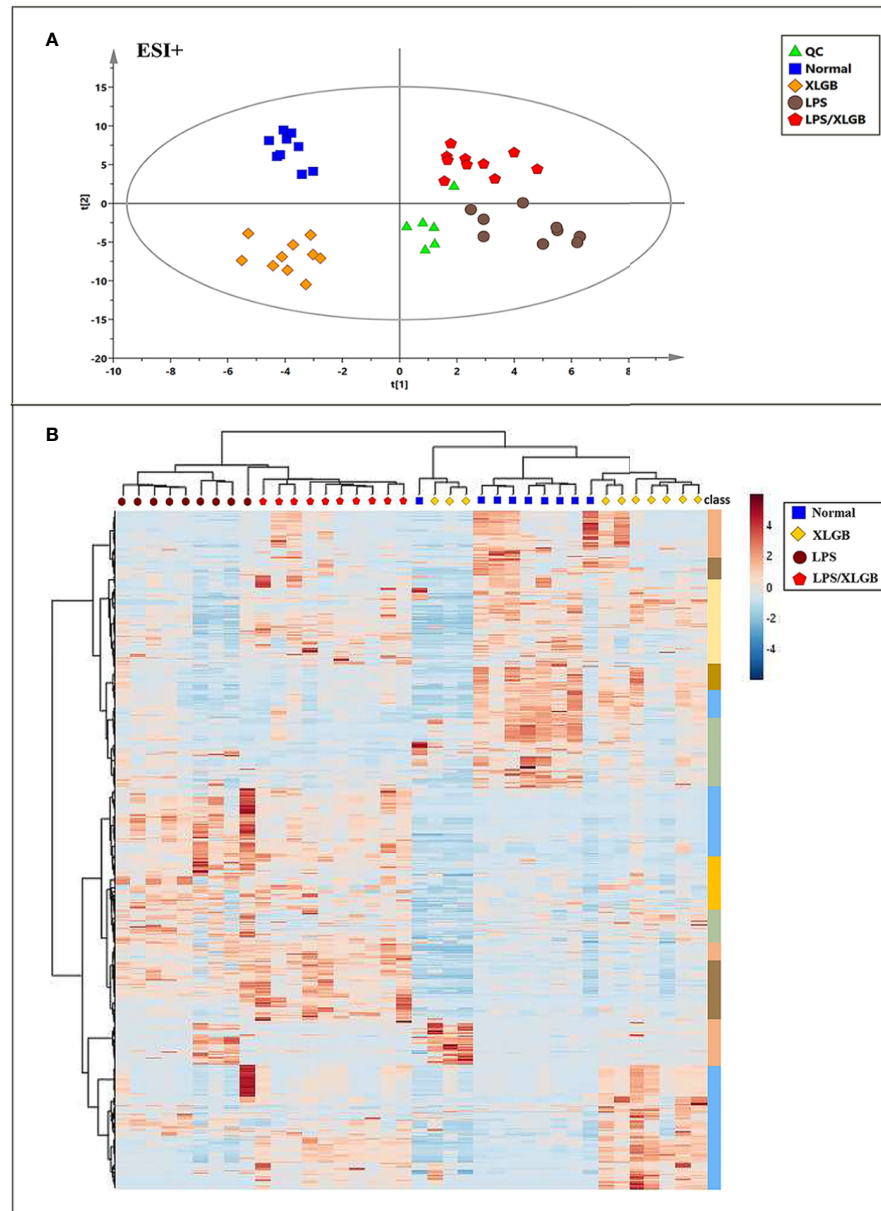 A
ESI+
QC
Normal
XLGB
LPS
LPS/XLGB
15
10
5
0
-5
-10
-15
-20
t[2]
-10
-8
-6
-4
-2
0
2
4
6
8
t[1]
B
class
Normal
XLGB
LPS
LPS/XLGB
4
2
0
-2
-4